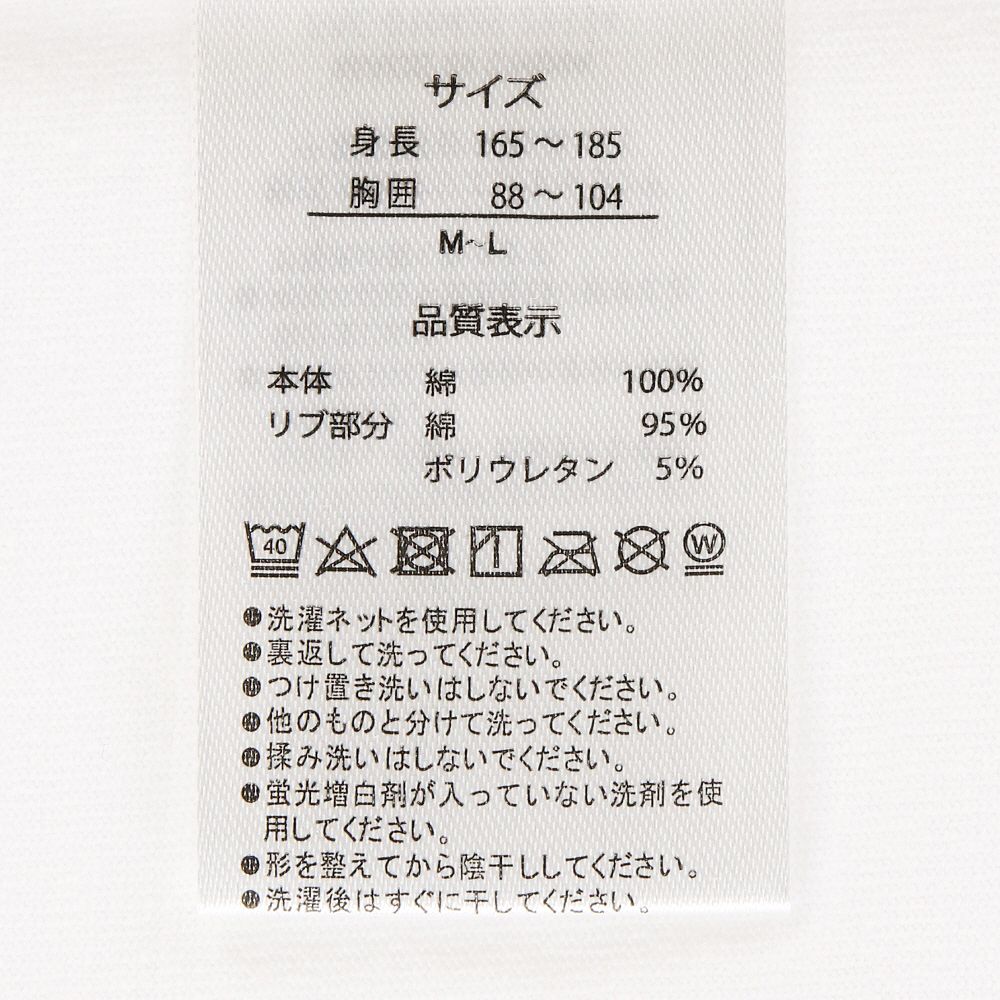 サイズ
身長 165～185
胸囲 88～104
M~L
品質表示
本体 綿 100%
リブ部分 綿 95%
ポリウレタン 5%
40 W
●洗濯ネットを使用してください。
●裏返して洗ってください。
●つけ置き洗いはしないでください。
●他のものと分けて洗ってください。
●揉み洗いはしないでください。
●蛍光増白剤が入っていない洗剤を使
用してください。
●形を整えてから陰干ししてください。
●洗濯後はすぐに干してください。